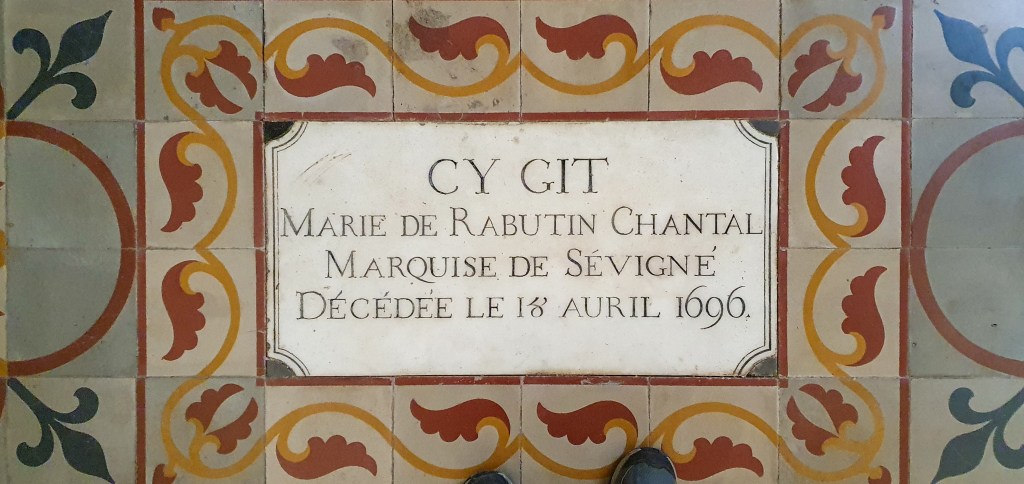 CY GIT
MARIE DE RABUTIN CHANTAL
MARQUISE DE SÉVIGNÉ
DÉCÉDÉE LE 18 AURIL 1696.